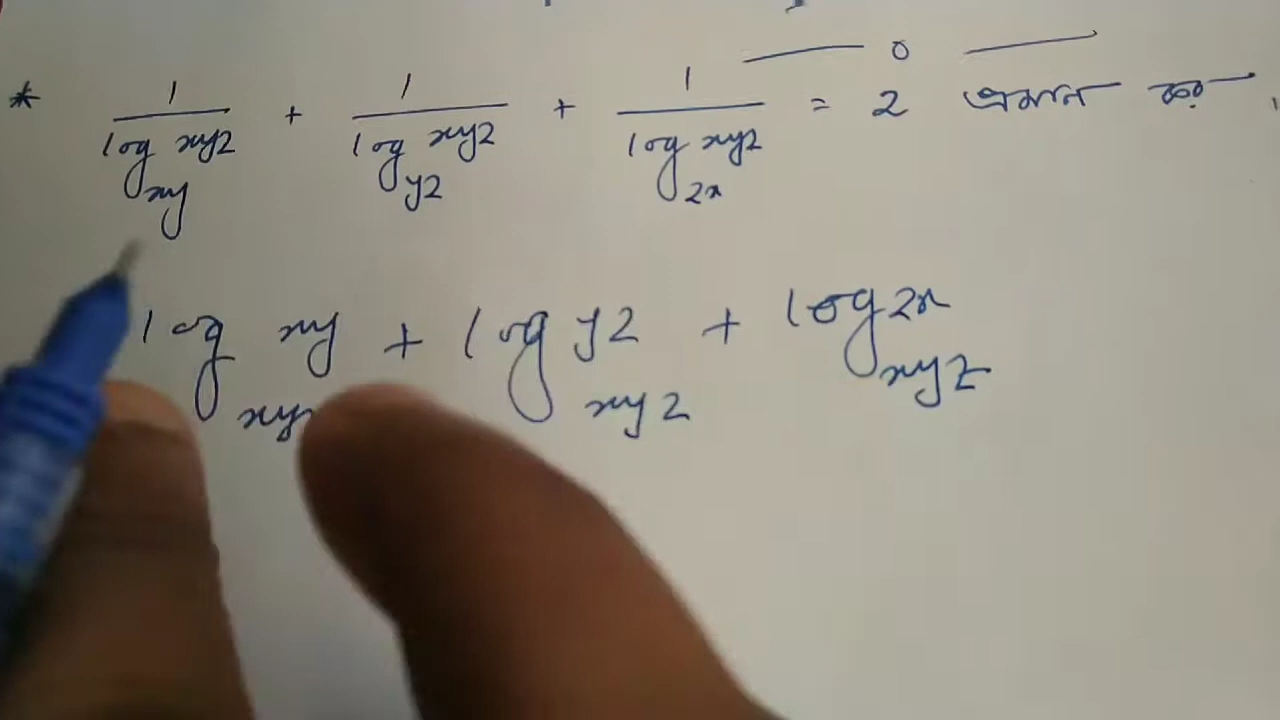 * 1/log_xy xyz + 1/log_yz xyz + 1/log_zx xyz = 2 প্রমান কর
log_xyz xy + log_xyz yz + log_xyz zx